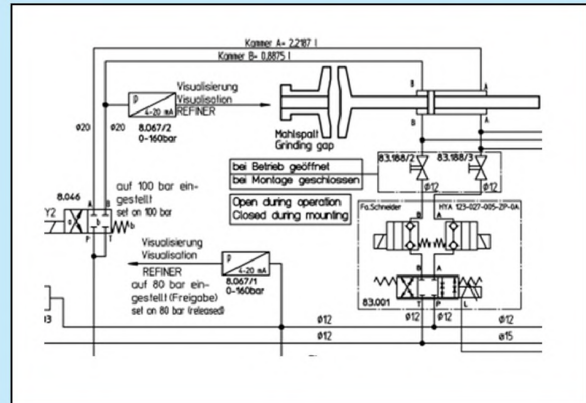 Kammer A= 2,2187 l
Kammer B= 0,8875 l
Visualisierung
Visualisation
REFINER
p
4-20 mA
8.067/2
0-160bar
ø20
ø20
Mahlspalt
Grinding gap
B
A
B
A
83.188/2
83.188/3
bei Betrieb geöffnet
bei Montage geschlossen
Open during operation
Closed during mounting
ø12
ø12
8.046
auf 100 bar ein-
gestellt
set on 100 bar
Y2
a
b
b
A
B
P
T
Visualisierung
Visualisation
REFINER
auf 80 bar ein-
gestellt (Freigabe)
set on 80 bar (released)
p
4-20 mA
8.067/1
0-160bar
Fa.Schneider
HYA 123-027-005-ZP-0A
B
A
B
A
83.001
T
P
L
ø12
ø12
ø12
ø12
ø12
ø15